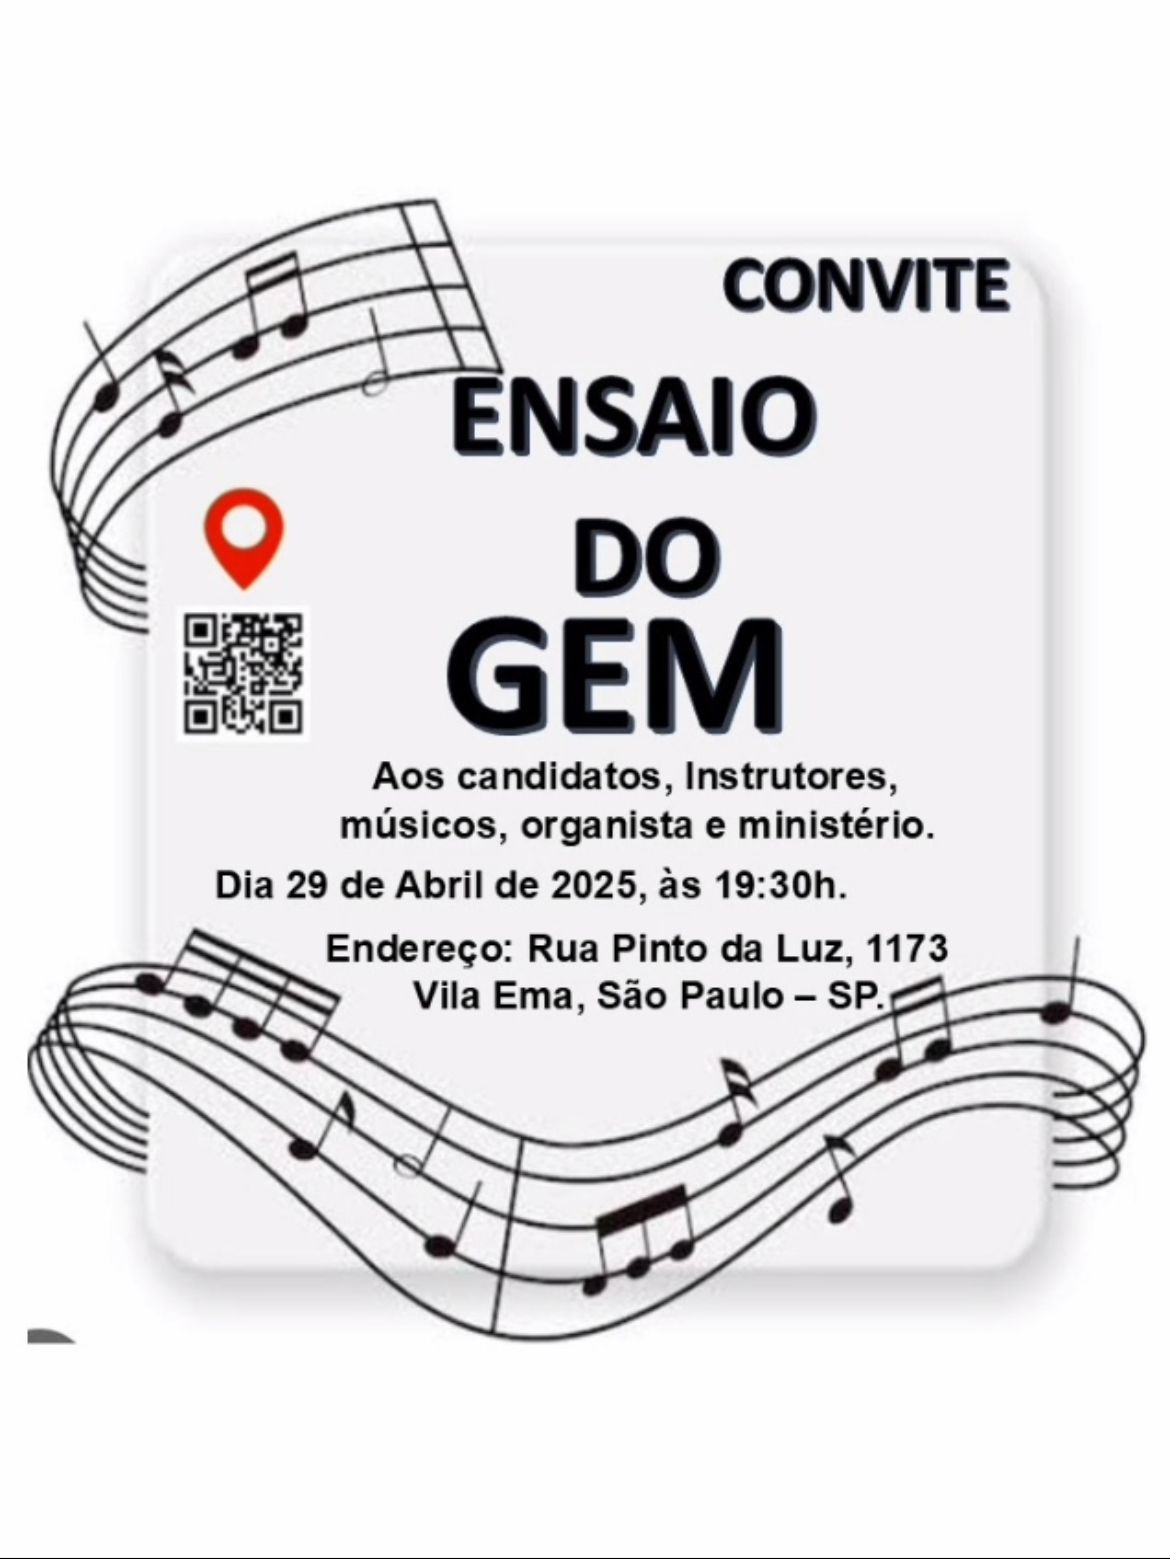 CONVITE
ENSAIO
DO
GEM
Aos candidatos, Instrutores,
músicos, organista e ministério.
Dia 29 de Abril de 2025, às 19:30h.
Endereço: Rua Pinto da Luz, 1173
Vila Ema, São Paulo – SP.